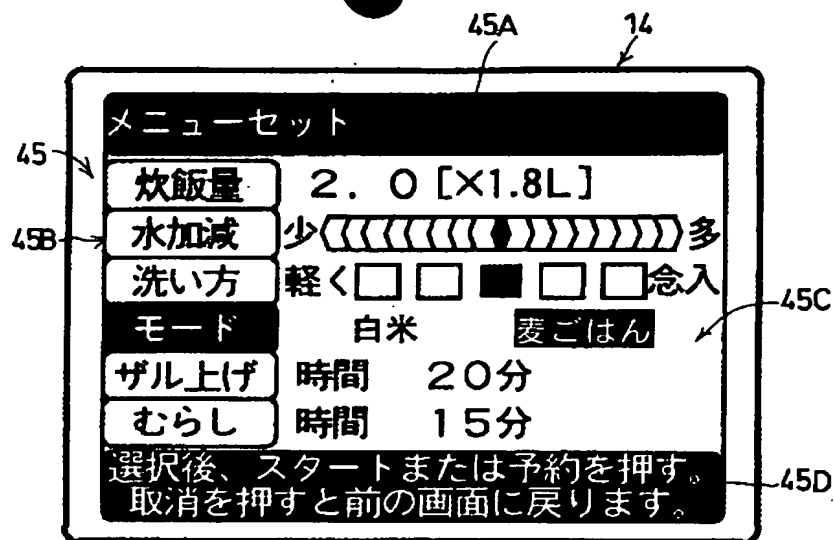 45A 14
メニューセット
45
炊飯量 2.0[×1.8L]
45B 水加減 少 多
洗い方 軽く 念入
45C
モード 白米 麦ごはん
ザル上げ 時間 20分
むらし 時間 15分
選択後、スタートまたは予約を押す。
45D
取消を押すと前の画面に戻ります。